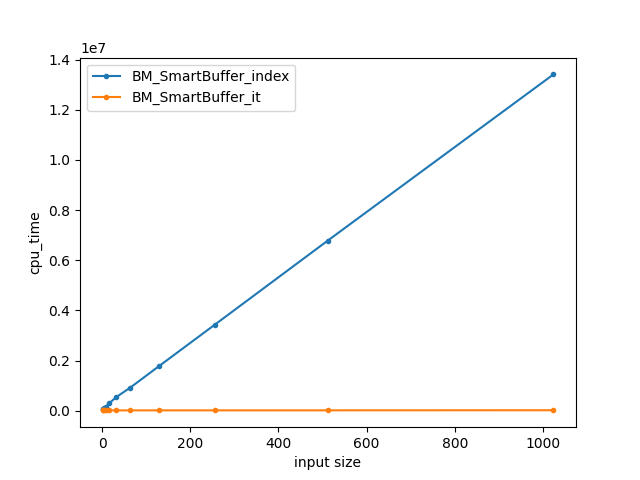 1e7
BM_SmartBuffer_index
BM_SmartBuffer_it
1.4
1.2
1.0
0.8
0.6
0.4
0.2
0.0
cpu_time
0 200 400 600 800 1000
input size